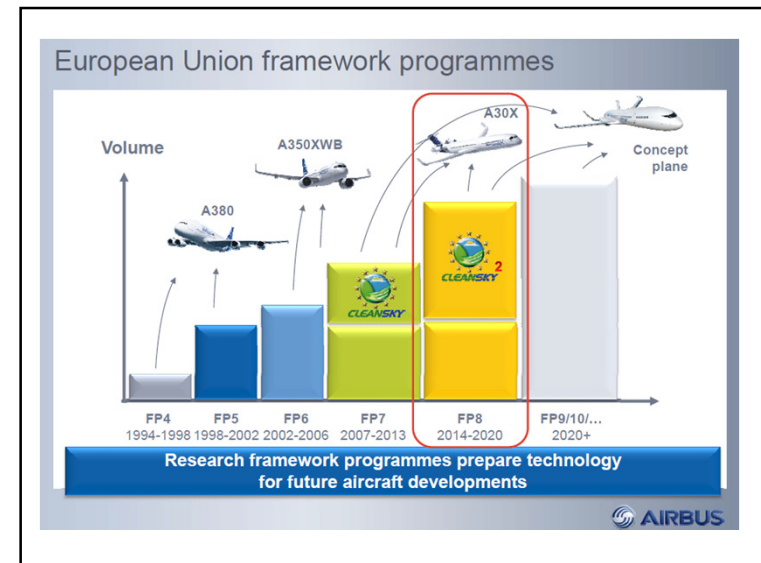 European Union framework programmes
Volume
A380
A350XWB
A30X
Concept
plane
CLEANSKY
CLEANSKY 2
FP4
1994-1998
FP5
1998-2002
FP6
2002-2006
FP7
2007-2013
FP8
2014-2020
FP9/10/...
2020+
Research framework programmes prepare technology
for future aircraft developments
AIRBUS